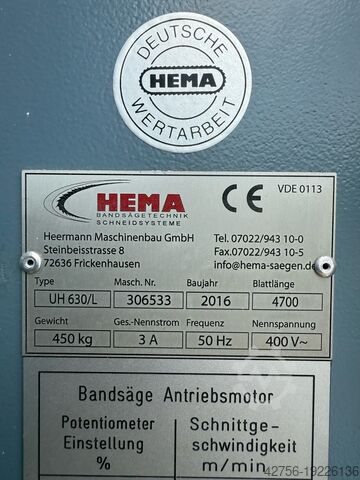 DEUTSCHE
HEMA
WERTARBEIT
HEMA
BANDSÄGETECHNIK
SCHNEIDSYSTEME
CE
VDE 0113
Heermann Maschinenbau GmbH
Steinbeisstrasse 8
72636 Frickenhausen
Tel. 07022/943 10-0
Fax.07022/943 10-5
info@hema-saegen.de
Type Masch. Nr. Baujahr Blattlänge
UH 630/L 306533 2016 4700
Gewicht Ges.-Nennstrom Frequenz Nennspannung
450 kg 3 A 50 Hz 400 V~
Bandsäge Antriebsmotor
Potentiometer
Einstellung
%
Schnittge-
schwindigkeit
m/min
42756-19226136